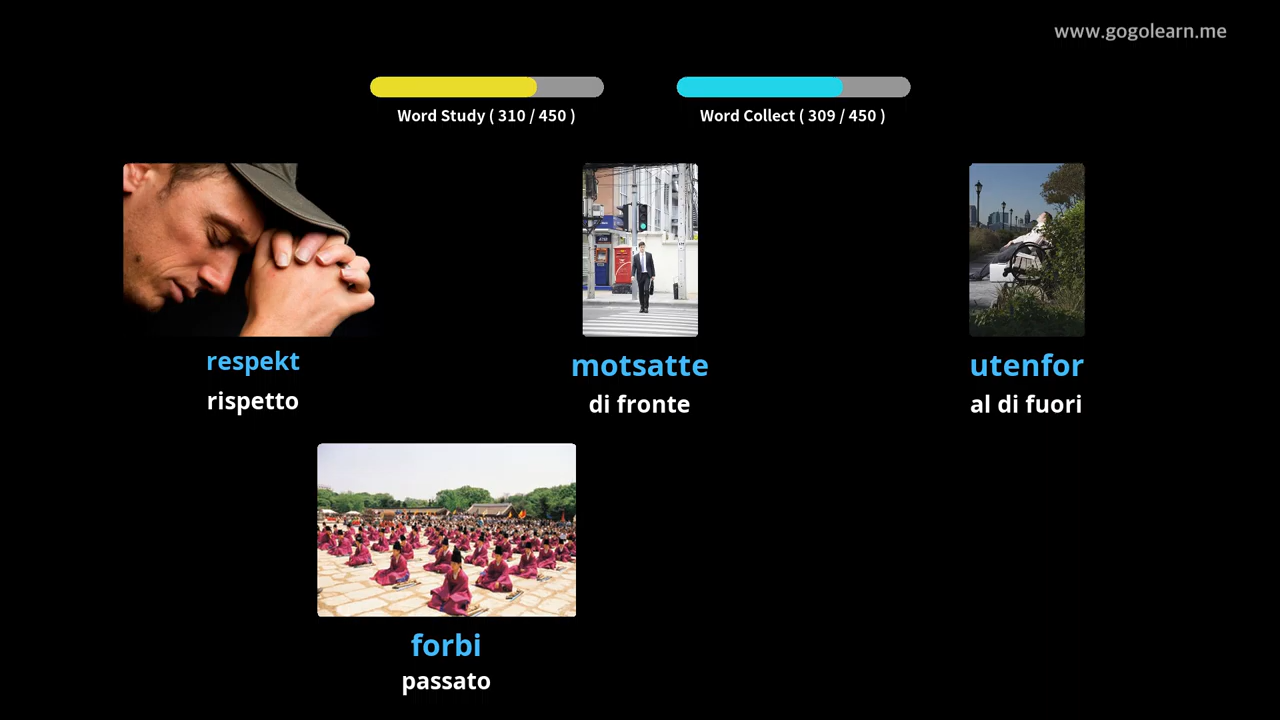 www.gogolearn.me
Word Study ( 310 / 450 )
Word Collect ( 309 / 450 )
respekt
rispetto
motsatte
di fronte
utenfor
al di fuori
forbi
passato